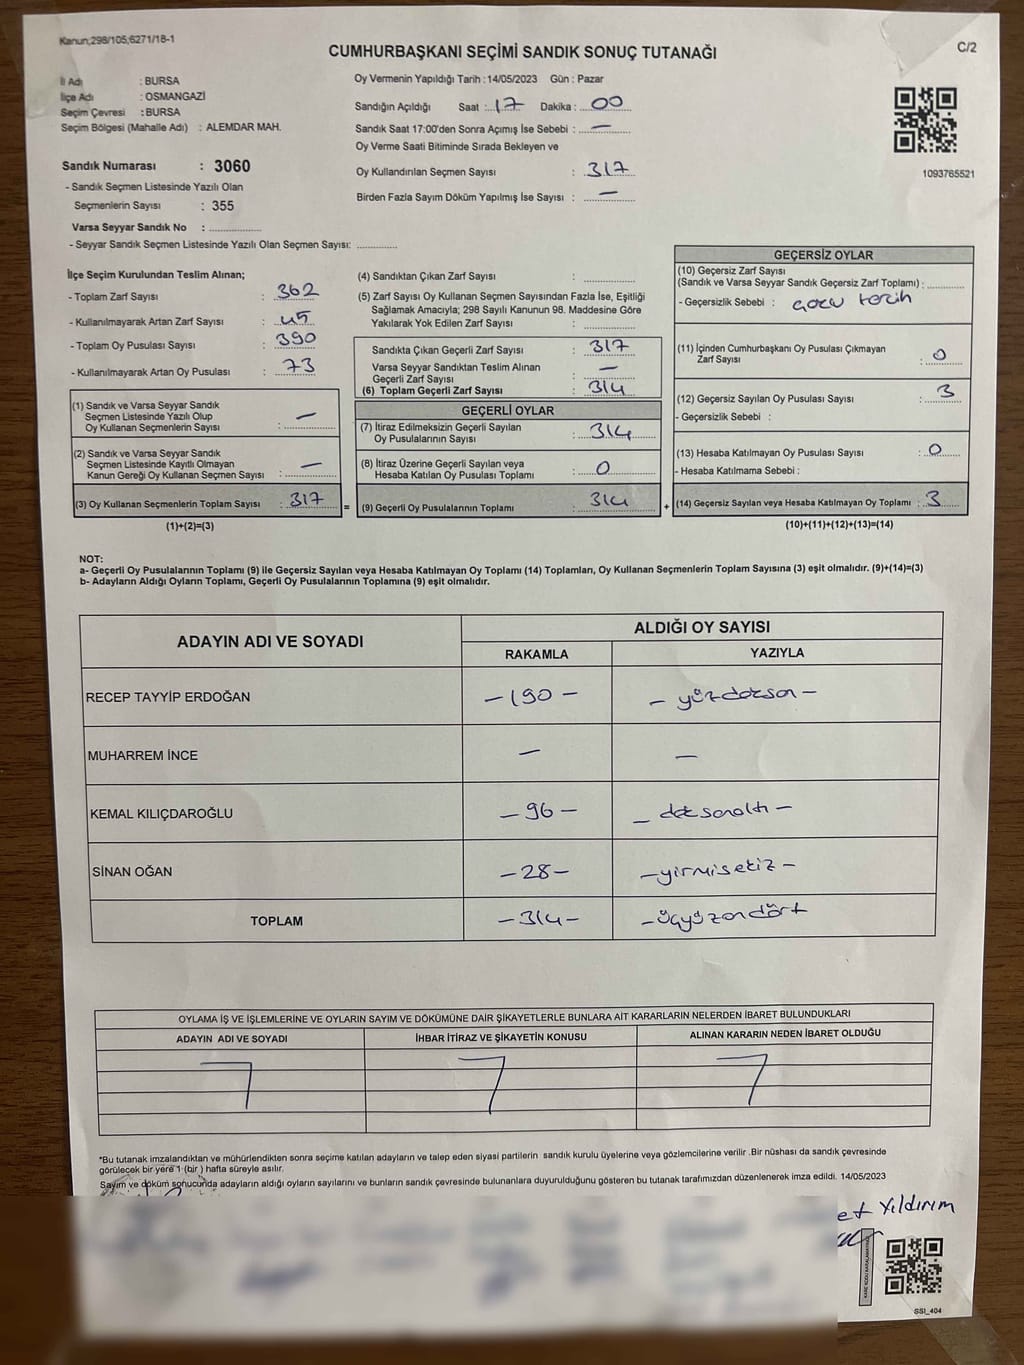 Kanun;298/105;6271/18-1
C/2
CUMHURBAŞKANI SEÇİMİ SANDIK SONUÇ TUTANAĞI
İl Adı : BURSA
İlçe Adı : OSMANGAZİ
Seçim Çevresi : BURSA
Seçim Bölgesi (Mahalle Adı) : ALEMDAR MAH.
Oy Vermenin Yapıldığı Tarih : 14/05/2023 Gün : Pazar
Sandığın Açıldığı Saat : 17 Dakika : 00
Sandık Saat 17:00'den Sonra Açımış İse Sebebi : —
Oy Verme Saati Bitiminde Sırada Bekleyen ve
Oy Kullandırılan Seçmen Sayısı : 317
Birden Fazla Sayım Döküm Yapılmış İse Sayısı : —
1093765521
Sandık Numarası : 3060
- Sandık Seçmen Listesinde Yazılı Olan
Seçmenlerin Sayısı : 355
Varsa Seyyar Sandık No :
- Seyyar Sandık Seçmen Listesinde Yazılı Olan Seçmen Sayısı:
İlçe Seçim Kurulundan Teslim Alınan;
- Toplam Zarf Sayısı : 362
- Kullanılmayarak Artan Zarf Sayısı : 45
- Toplam Oy Pusulası Sayısı : 390
- Kullanılmayarak Artan Oy Pusulası : 73
(1) Sandık ve Varsa Seyyar Sandık
Seçmen Listesinde Yazılı Olup
Oy Kullanan Seçmenlerin Sayısı : —
(2) Sandık ve Varsa Seyyar Sandık
Seçmen Listesinde Kayıtlı Olmayan
Kanun Gereği Oy Kullanan Seçmen Sayısı : —
(3) Oy Kullanan Seçmenlerin Toplam Sayısı : 317 =
(1)+(2)=(3)
(4) Sandıktan Çıkan Zarf Sayısı :
(5) Zarf Sayısı Oy Kullanan Seçmen Sayısından Fazla İse, Eşitliği
Sağlamak Amacıyla; 298 Sayılı Kanunun 98. Maddesine Göre
Yakılarak Yok Edilen Zarf Sayısı :
Sandıkta Çıkan Geçerli Zarf Sayısı : 317
Varsa Seyyar Sandıktan Teslim Alınan
Geçerli Zarf Sayısı : —
(6) Toplam Geçerli Zarf Sayısı : 314
GEÇERLİ OYLAR
(7) İtiraz Edilmeksizin Geçerli Sayılan
Oy Pusulalarının Sayısı : 314
(8) İtiraz Üzerine Geçerli Sayılan veya
Hesaba Katılan Oy Pusulası Toplamı : 0
(9) Geçerli Oy Pusulalarının Toplamı : 314 +
GEÇERSİZ OYLAR
(10) Geçersiz Zarf Sayısı
(Sandık ve Varsa Seyyar Sandık Geçersiz Zarf Toplamı) :
- Geçersizlik Sebebi :
(11) İçinden Cumhurbaşkanı Oy Pusulası Çıkmayan
Zarf Sayısı : 0
(12) Geçersiz Sayılan Oy Pusulası Sayısı : 3
- Geçersizlik Sebebi :
(13) Hesaba Katılmayan Oy Pusulası Sayısı : 0
- Hesaba Katılmama Sebebi :
(14) Geçersiz Sayılan veya Hesaba Katılmayan Oy Toplamı : 3
(10)+(11)+(12)+(13)=(14)
NOT:
a- Geçerli Oy Pusulalarının Toplamı (9) ile Geçersiz Sayılan veya Hesaba Katılmayan Oy Toplamı (14) Toplamları, Oy Kullanan Seçmenlerin Toplam Sayısına (3) eşit olmalıdır. (9)+(14)=(3)
b- Adayların Aldığı Oyların Toplamı, Geçerli Oy Pusulalarının Toplamına (9) eşit olmalıdır.
ADAYIN ADI VE SOYADI
ALDIĞI OY SAYISI
RAKAMLA YAZIYLA
RECEP TAYYİP ERDOĞAN -190- - yüzdoksan -
MUHARREM İNCE — —
KEMAL KILIÇDAROĞLU -96- - doksanaltı -
SİNAN OĞAN -28- -yirmisekiz-
TOPLAM -314- -üçyüzondört
OYLAMA İŞ VE İŞLEMLERİNE VE OYLARIN SAYIM VE DÖKÜMÜNE DAİR ŞİKAYETLERLE BUNLARA AİT KARARLARIN NELERDEN İBARET BULUNDUKLARI
ADAYIN ADI VE SOYADI İHBAR İTİRAZ VE ŞİKAYETİN KONUSU ALINAN KARARIN NEDEN İBARET OLDUĞU
*Bu tutanak imzalandıktan ve mühürlendikten sonra seçime katılan adayların ve talep eden siyasi partilerin sandık kurulu üyelerine veya gözlemcilerine verilir .Bir nüshası da sandık çevresinde
görülecek bir yere 1 (bir ) hafta süreyle asılır.
Sayım ve döküm sonucunda adayların aldığı oyların sayılarını ve bunların sandık çevresinde bulunanlara duyurulduğunu gösteren bu tutanak tarafımızdan düzenlenerek imza edildi. 14/05/2023
et Yıldırım
SSI_404